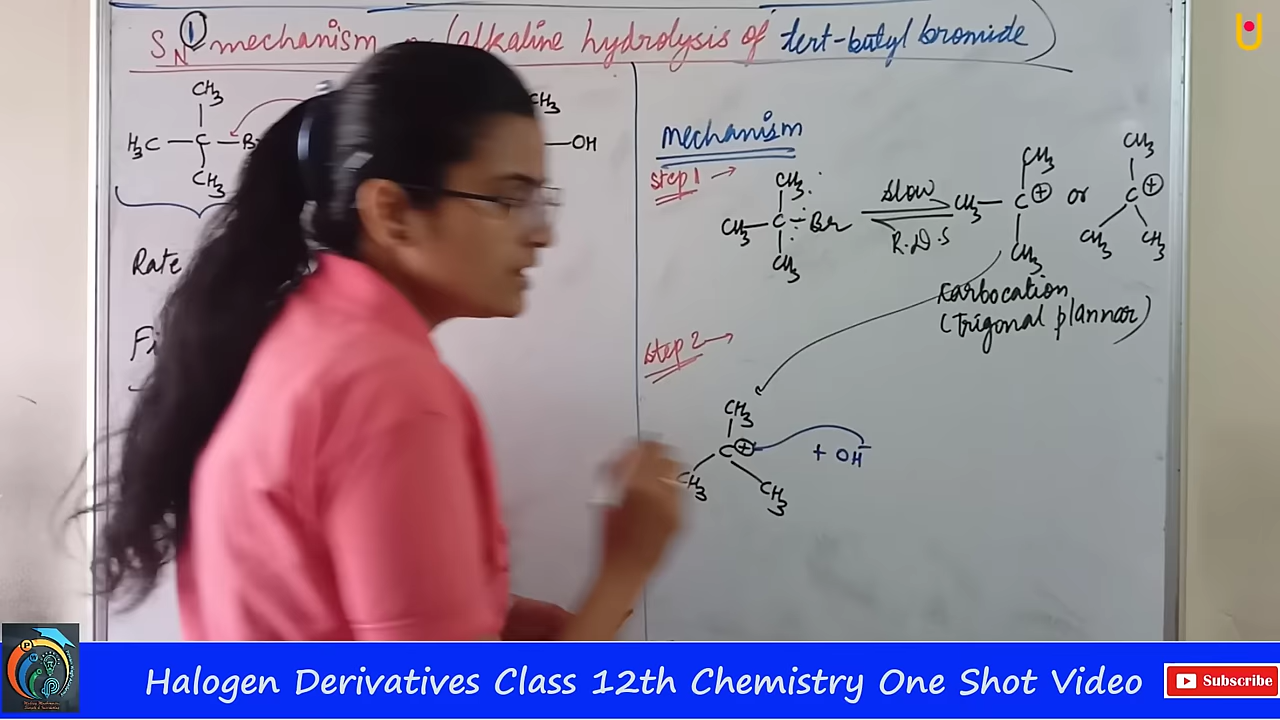 SN1 mechanism (alkaline hydrolysis of tert-butyl bromide)
CH3
H3C — C — Br
CH3
CH3
—OH
Rate
mechanism
step 1 →
CH3
CH3 — C — Br
CH3
slow
R.D.S
CH3
CH3 — C ⊕
CH3
or
CH3
C ⊕
CH3 CH3
Karbocation
(Trigonal plannar)
step 2 →
CH3
C ⊕ + OH⁻
CH3 CH3
Halogen Derivatives Class 12th Chemistry One Shot Video
Subscribe